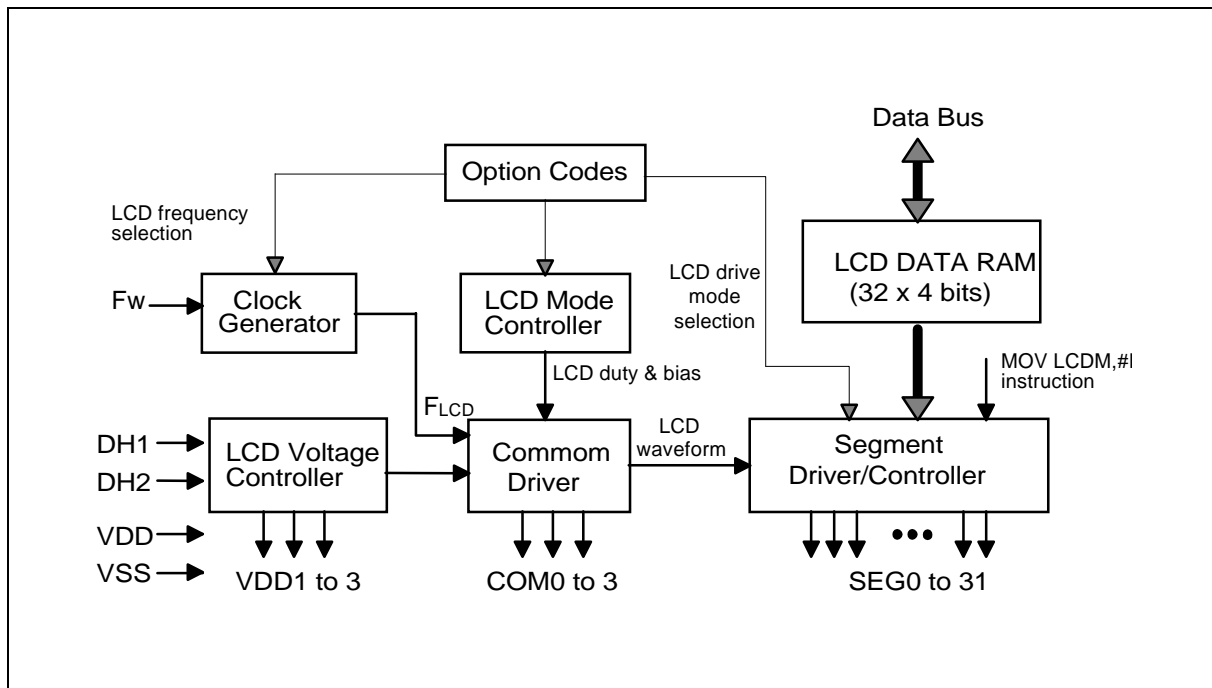 Data Bus
Option Codes
LCD frequency
selection
LCD DATA RAM
(32 x 4 bits)
LCD drive
mode
selection
Fw
Clock
Generator
LCD Mode
Controller
MOV LCDM,#I
instruction
LCD duty & bias
FLCD
LCD
waveform
DH1
DH2
LCD Voltage
Controller
Commom
Driver
Segment
Driver/Controller
VDD
VSS
VDD1 to 3
COM0 to 3
SEG0 to 31